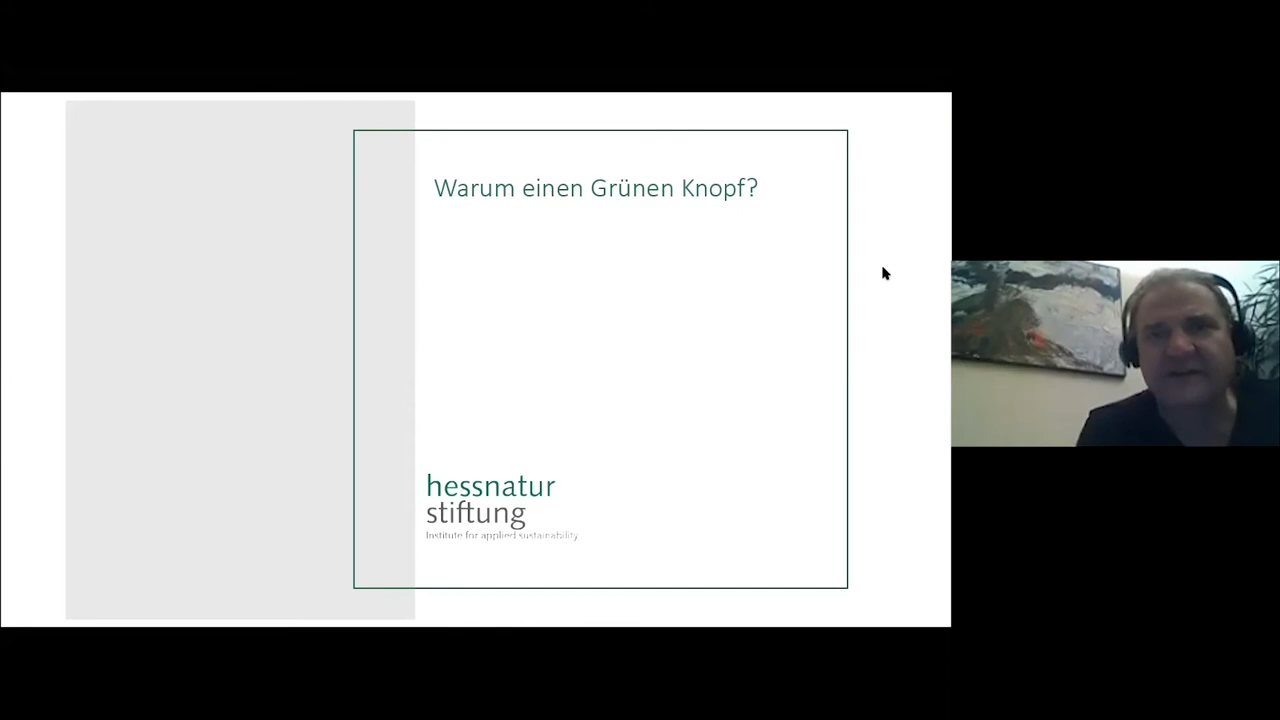 Warum einen Grünen Knopf?
hessnatur
stiftung
Institute for applied sustainability